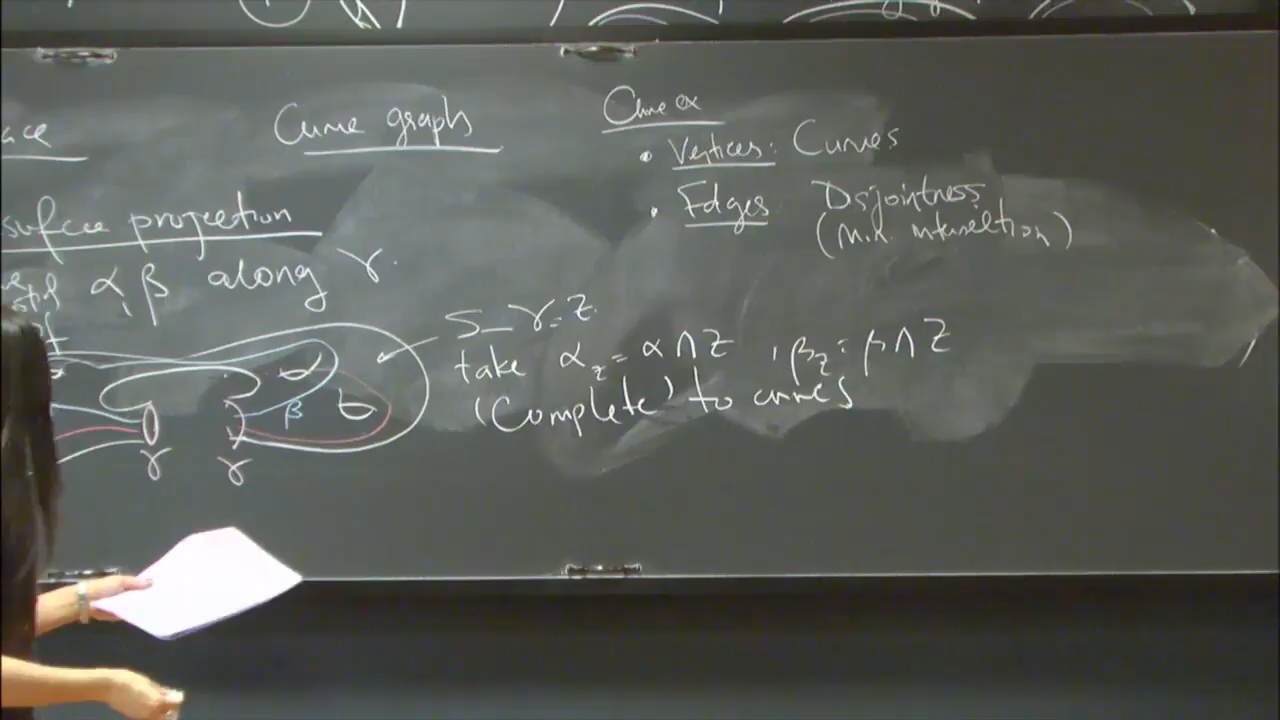 Curve graph
Curve cx
• Vertices: Curves
• Edges Disjointness
(min. intersection)
surface projection
α, β along γ.
S - γ = Z.
take α_Z = α ∩ Z, β_Z = β ∩ Z
(Complete) to curves
β
γ γ